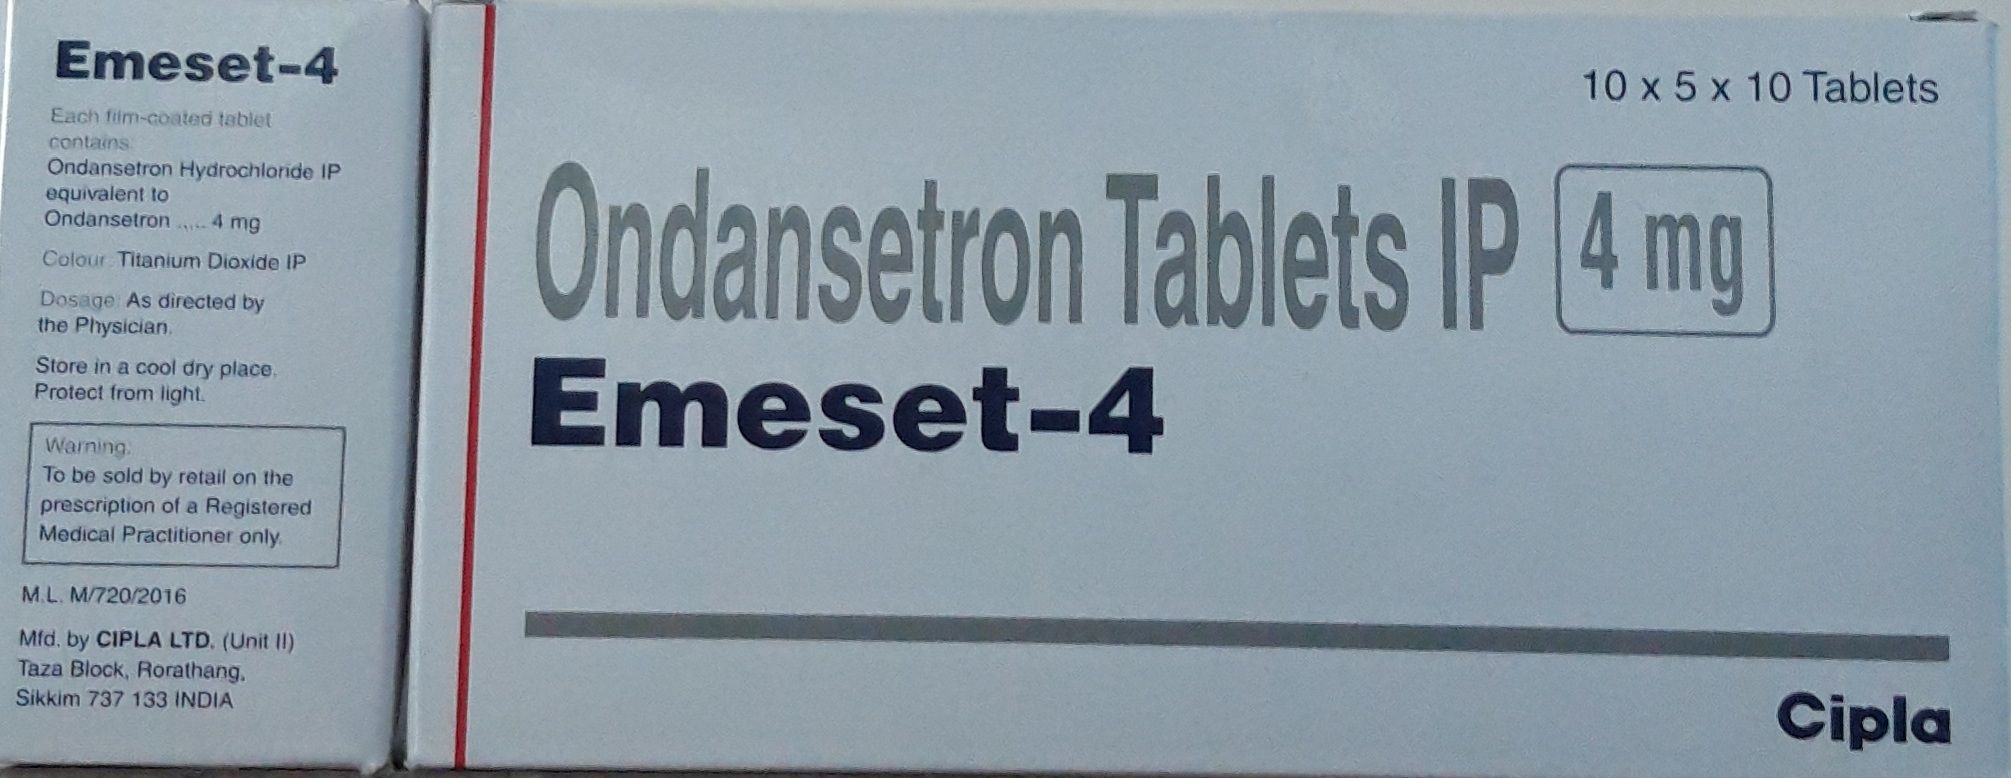 Emeset-4
Each film-coated tablet
contains:
Ondansetron Hydrochloride IP
equivalent to
Ondansetron ..... 4 mg
Colour: Titanium Dioxide IP
Dosage: As directed by
the Physician.
Store in a cool dry place.
Protect from light.
Warning:
To be sold by retail on the
prescription of a Registered
Medical Practitioner only.
M.L. M/720/2016
Mfd. by CIPLA LTD. (Unit II)
Taza Block, Rorathang,
Sikkim 737 133 INDIA
10 x 5 x 10 Tablets
Ondansetron Tablets IP 4 mg
Emeset-4
Cipla